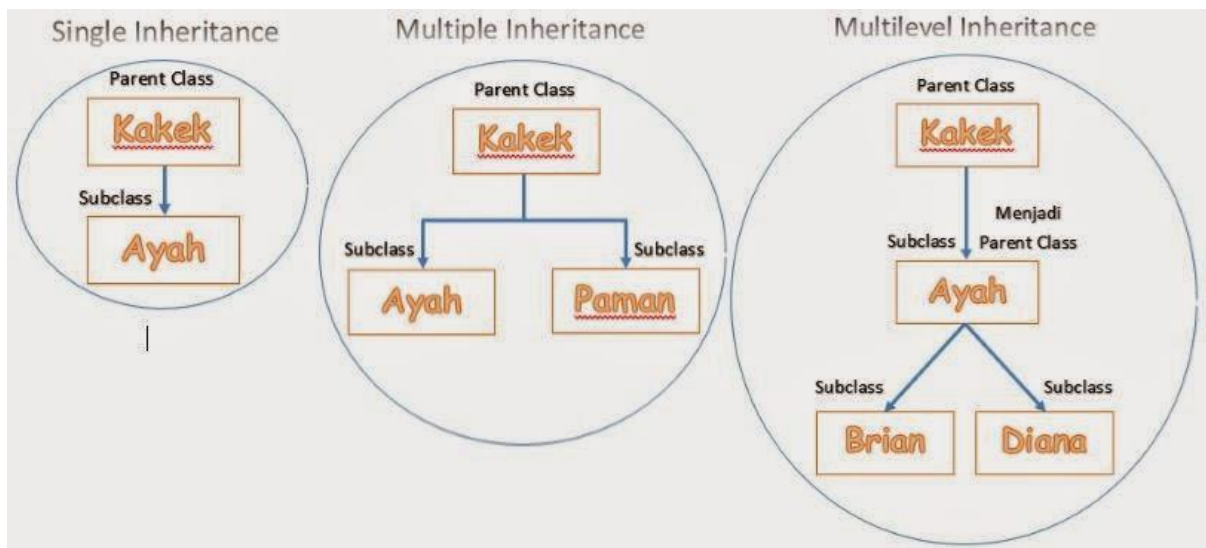 Single Inheritance
Parent Class
Kakek
Subclass
Ayah
Multiple Inheritance
Parent Class
Kakek
Subclass
Subclass
Ayah
Paman
Multilevel Inheritance
Parent Class
Kakek
Menjadi
Subclass
Parent Class
Ayah
Subclass
Subclass
Brian
Diana